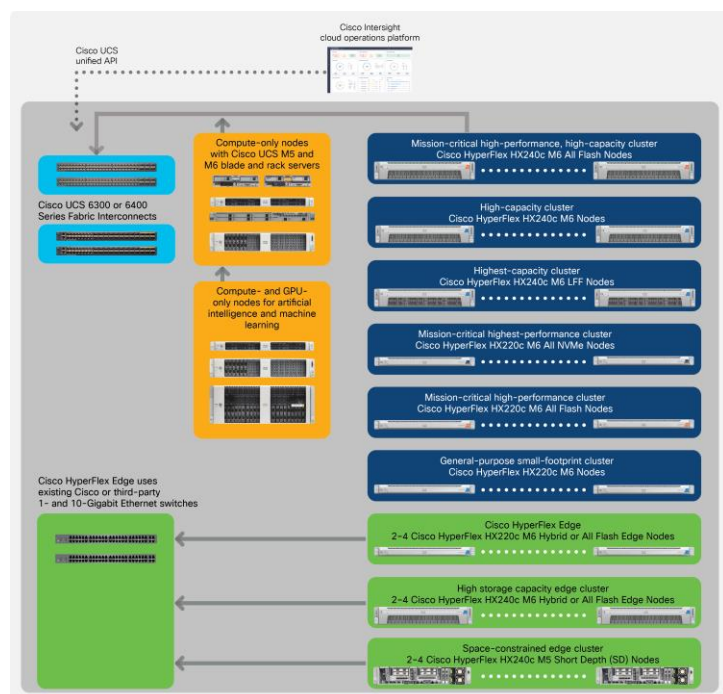 Cisco Intersight
cloud operations platform
Cisco UCS
unified API
Compute-only nodes
with Cisco UCS M5 and
M6 blade and rack servers
Mission-critical high-performance, high-capacity cluster
Cisco HyperFlex HX240c M6 All Flash Nodes
Cisco UCS 6300 or 6400
Series Fabric Interconnects
High-capacity cluster
Cisco HyperFlex HX240c M6 Nodes
Compute- and GPU-
only nodes for artificial
intelligence and machine
learning
Highest-capacity cluster
Cisco HyperFlex HX240c M6 LFF Nodes
Mission-critical highest-performance cluster
Cisco HyperFlex HX220c M6 All NVMe Nodes
Mission-critical high-performance cluster
Cisco HyperFlex HX220c M6 All Flash Nodes
General-purpose small-footprint cluster
Cisco HyperFlex HX220c M6 Nodes
Cisco HyperFlex Edge uses
existing Cisco or third-party
1- and 10-Gigabit Ethernet switches
Cisco HyperFlex Edge
2-4 Cisco HyperFlex HX220c M6 Hybrid or All Flash Edge Nodes
High storage capacity edge cluster
2-4 Cisco HyperFlex HX240c M6 Hybrid or All Flash Edge Nodes
Space-constrained edge cluster
2-4 Cisco HyperFlex HX240c M5 Short Depth (SD) Nodes